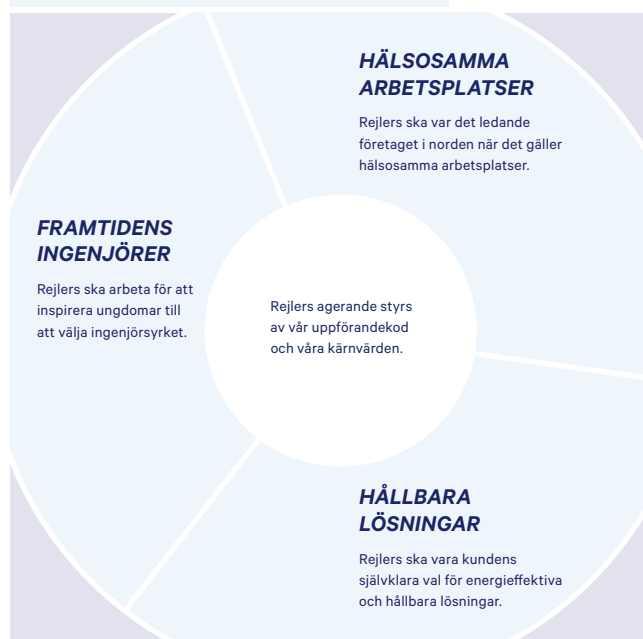 HÄLSOSAMMA
ARBETSPLATSER
Rejlers ska var det ledande
företaget i norden när det gäller
hälsosamma arbetsplatser.
FRAMTIDENS
INGENJÖRER
Rejlers ska arbeta för att
inspirera ungdomar till
att välja ingenjörsyrket.
Rejlers agerande styrs
av vår uppförandekod
och våra kärnvärden.
HÅLLBARA
LÖSNINGAR
Rejlers ska vara kundens
självklara val för energieffektiva
och hållbara lösningar.